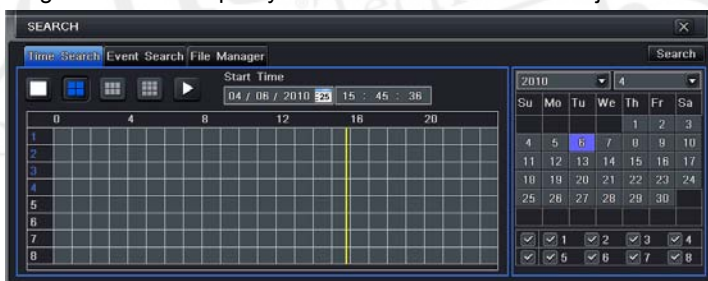 SEARCH
Time Search Event Search File Manager Search
Start Time
04 / 06 / 2010 25 15 : 45 : 36
0 4 8 12 16 20
1
2
3
4
5
6
7
8
2010 4
Su Mo Tu We Th Fr Sa
1 2 3
4 5 6 7 8 9 10
11 12 13 14 15 16 17
18 19 20 21 22 23 24
25 26 27 28 29 30
1 2 3 4
5 6 7 8